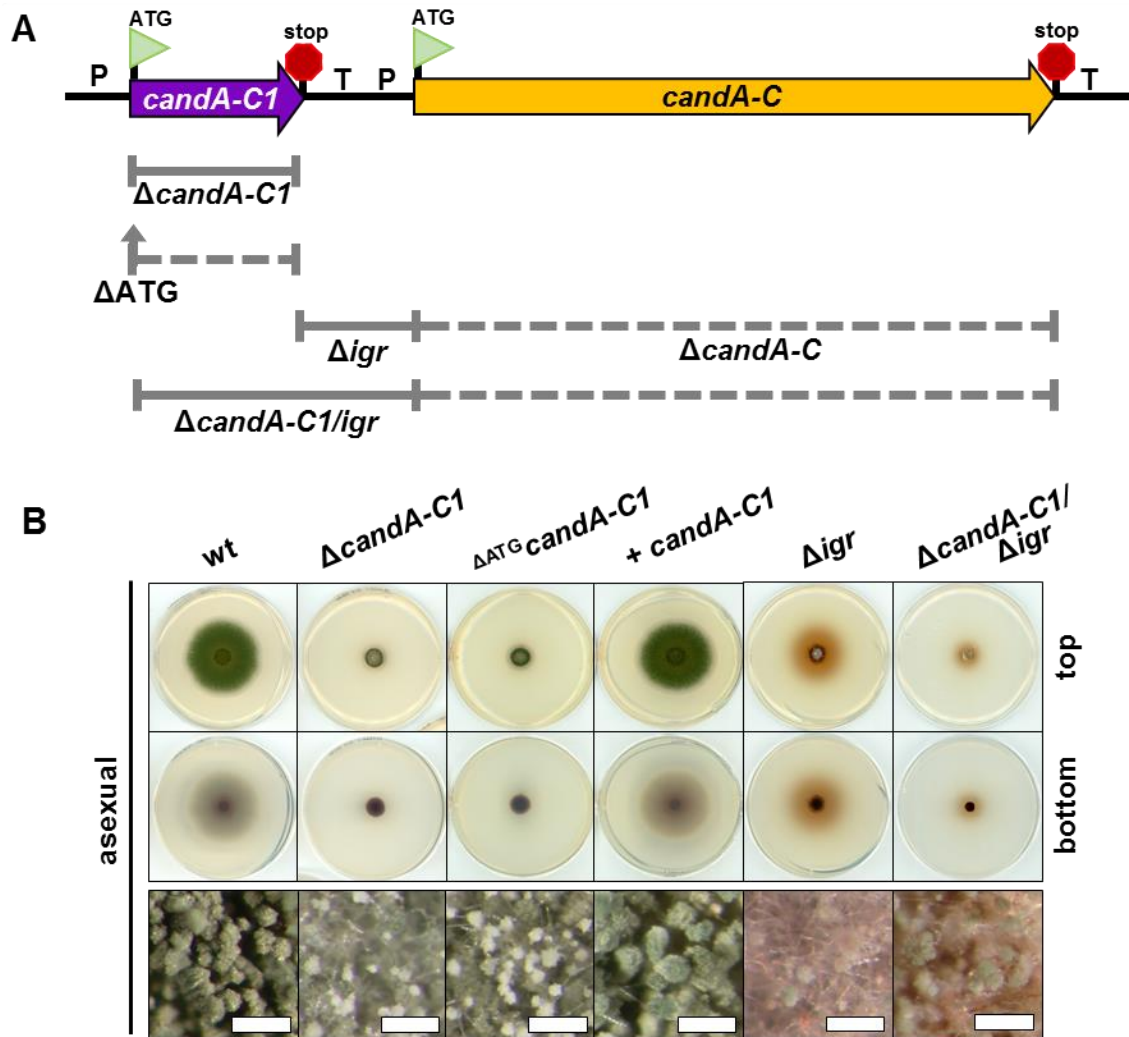 A
ATG
stop
ATG
stop
P
candA-C1
T
P
candA-C
T
ΔcandA-C1
ΔATG
Δigr
ΔcandA-C
ΔcandA-C1/igr
B
wt
ΔcandA-C1
ΔATGcandA-C1
+ candA-C1
Δigr
ΔcandA-C1/
Δigr
asexual
top
bottom